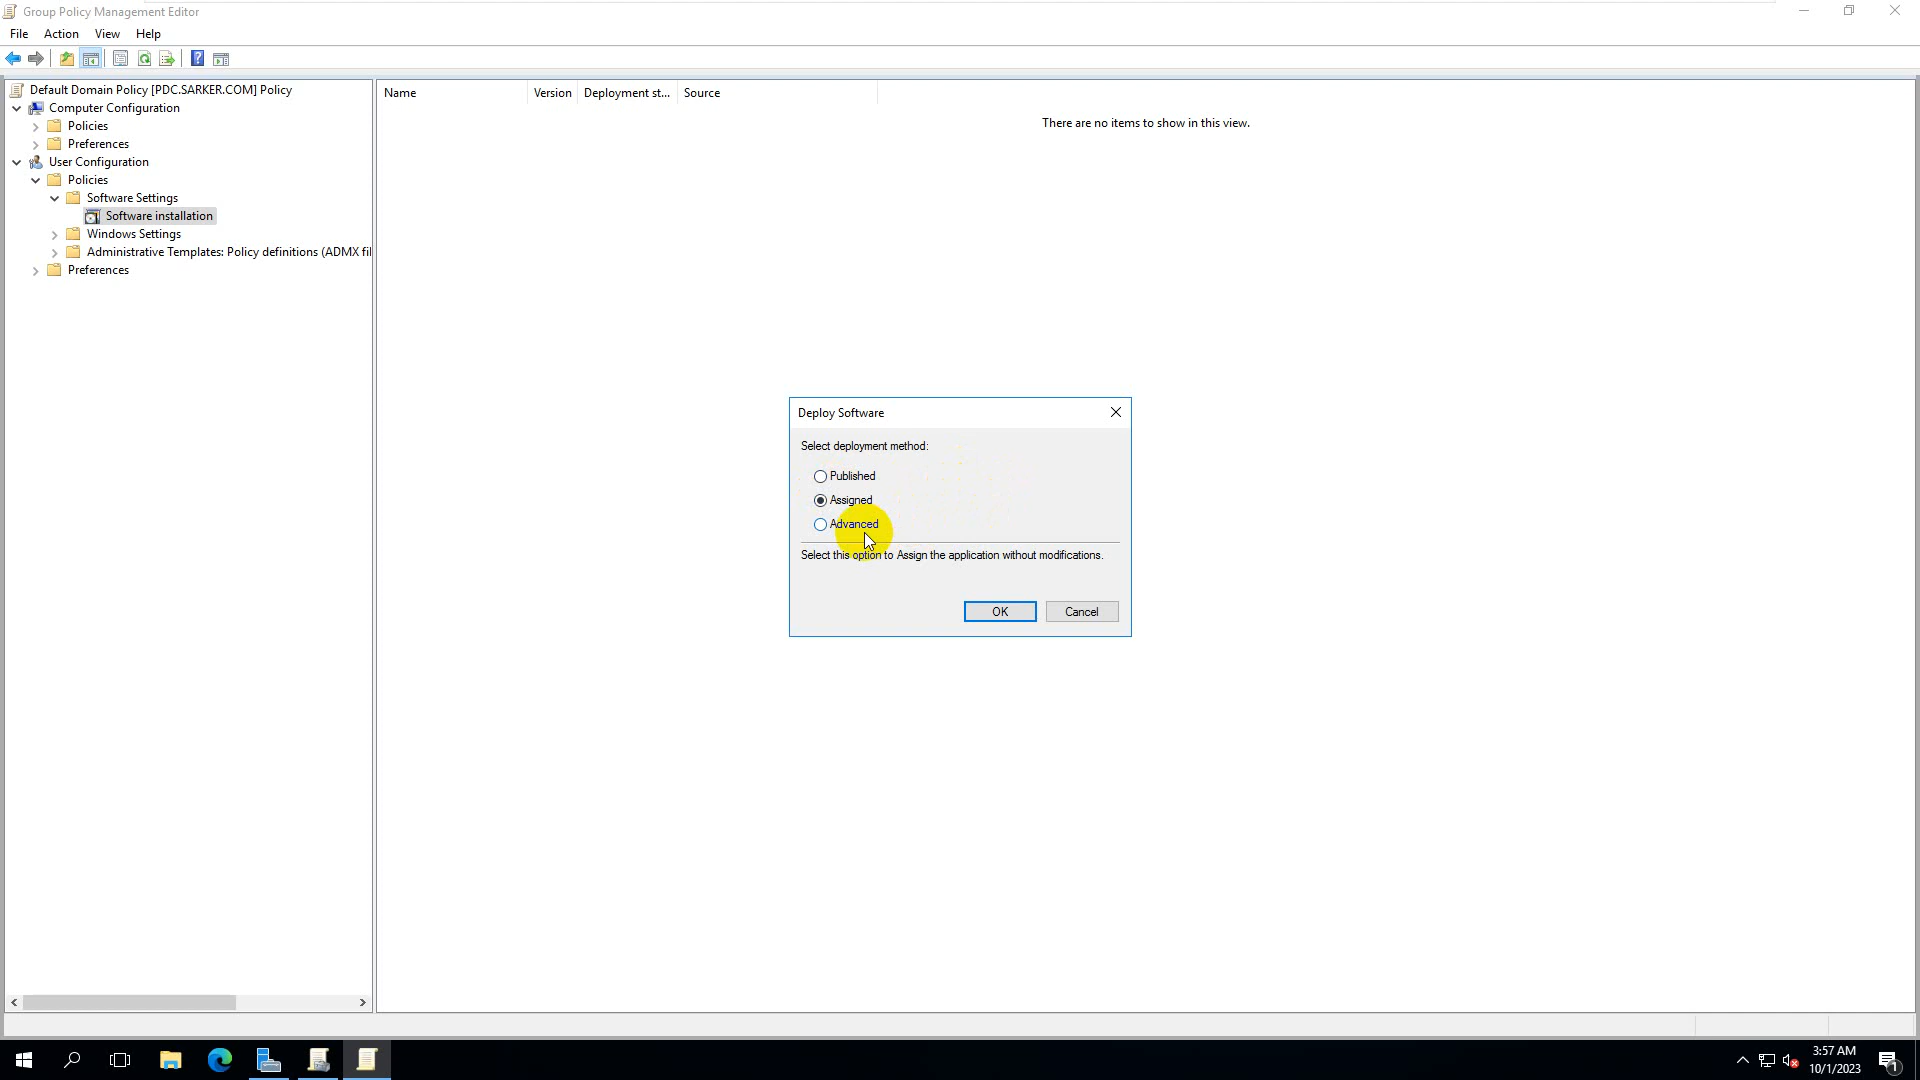 Group Policy Management Editor
File Action View Help
Default Domain Policy [PDC.SARKER.COM] Policy
Computer Configuration
Policies
Preferences
User Configuration
Policies
Software Settings
Software installation
Windows Settings
Administrative Templates: Policy definitions (ADMX fil
Preferences
Name Version Deployment st... Source
There are no items to show in this view.
Deploy Software
Select deployment method:
Published
Assigned
Advanced
Select this option to Assign the application without modifications.
OK Cancel
3:57 AM
10/1/2023
1